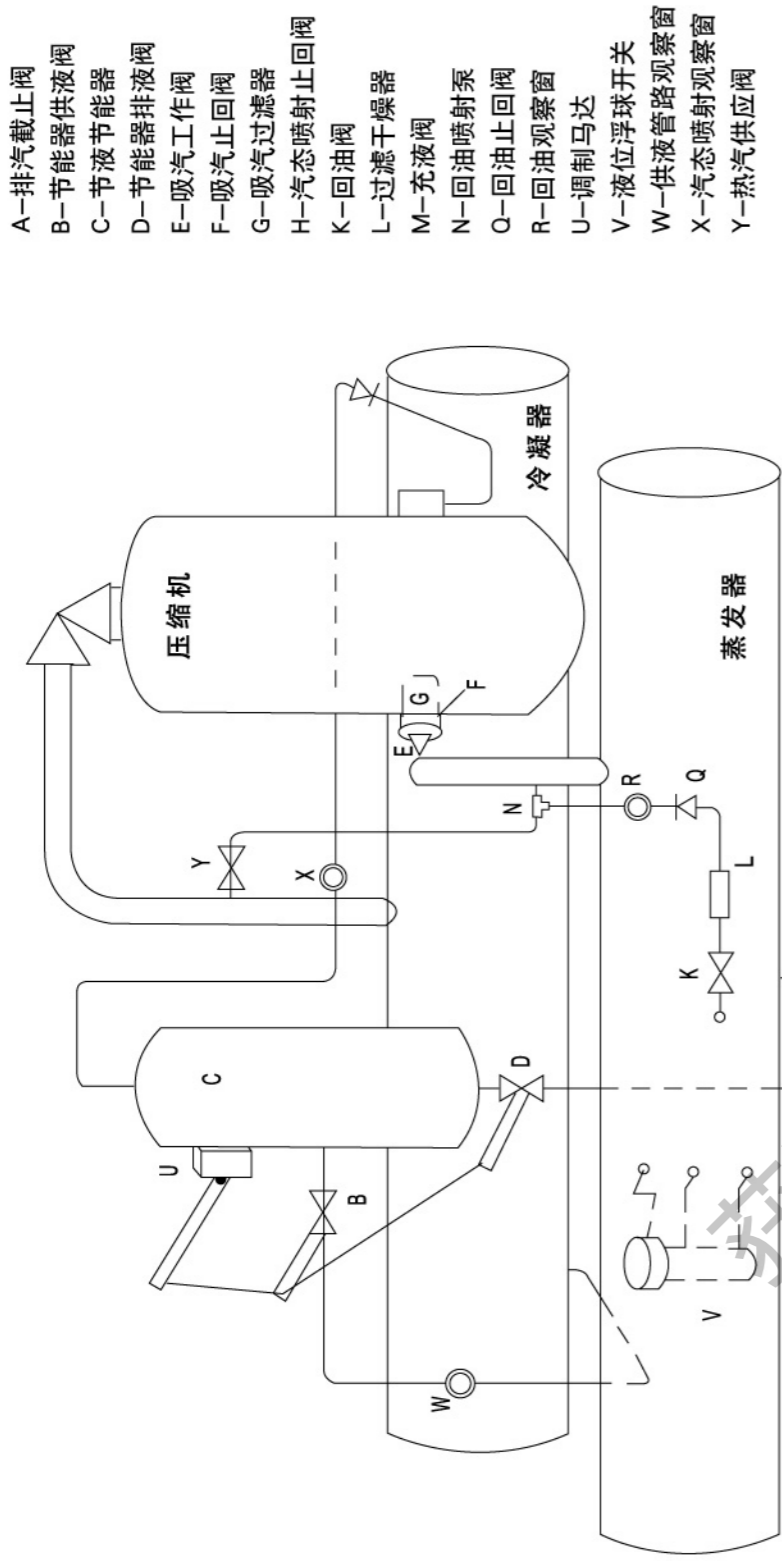 A—排汽截止阀
B—节能器供液阀
C—节液节能器
D—节能器排液阀
E—吸汽工作阀
F—吸汽止回阀
G—吸汽过滤器
H—汽态喷射止回阀
K—回油阀
L—过滤干燥器
M—充液阀
N—回油喷射泵
Q—回油止回阀
R—回油观察窗
U—调制马达
V—液位浮球开关
W—供液管路观察窗
X—汽态喷射观察窗
Y—热汽供应阀
压缩机
冷凝器
蒸发器
Y
X
C
U
B
D
W
E
G
F
N
R
Q
L
K
V